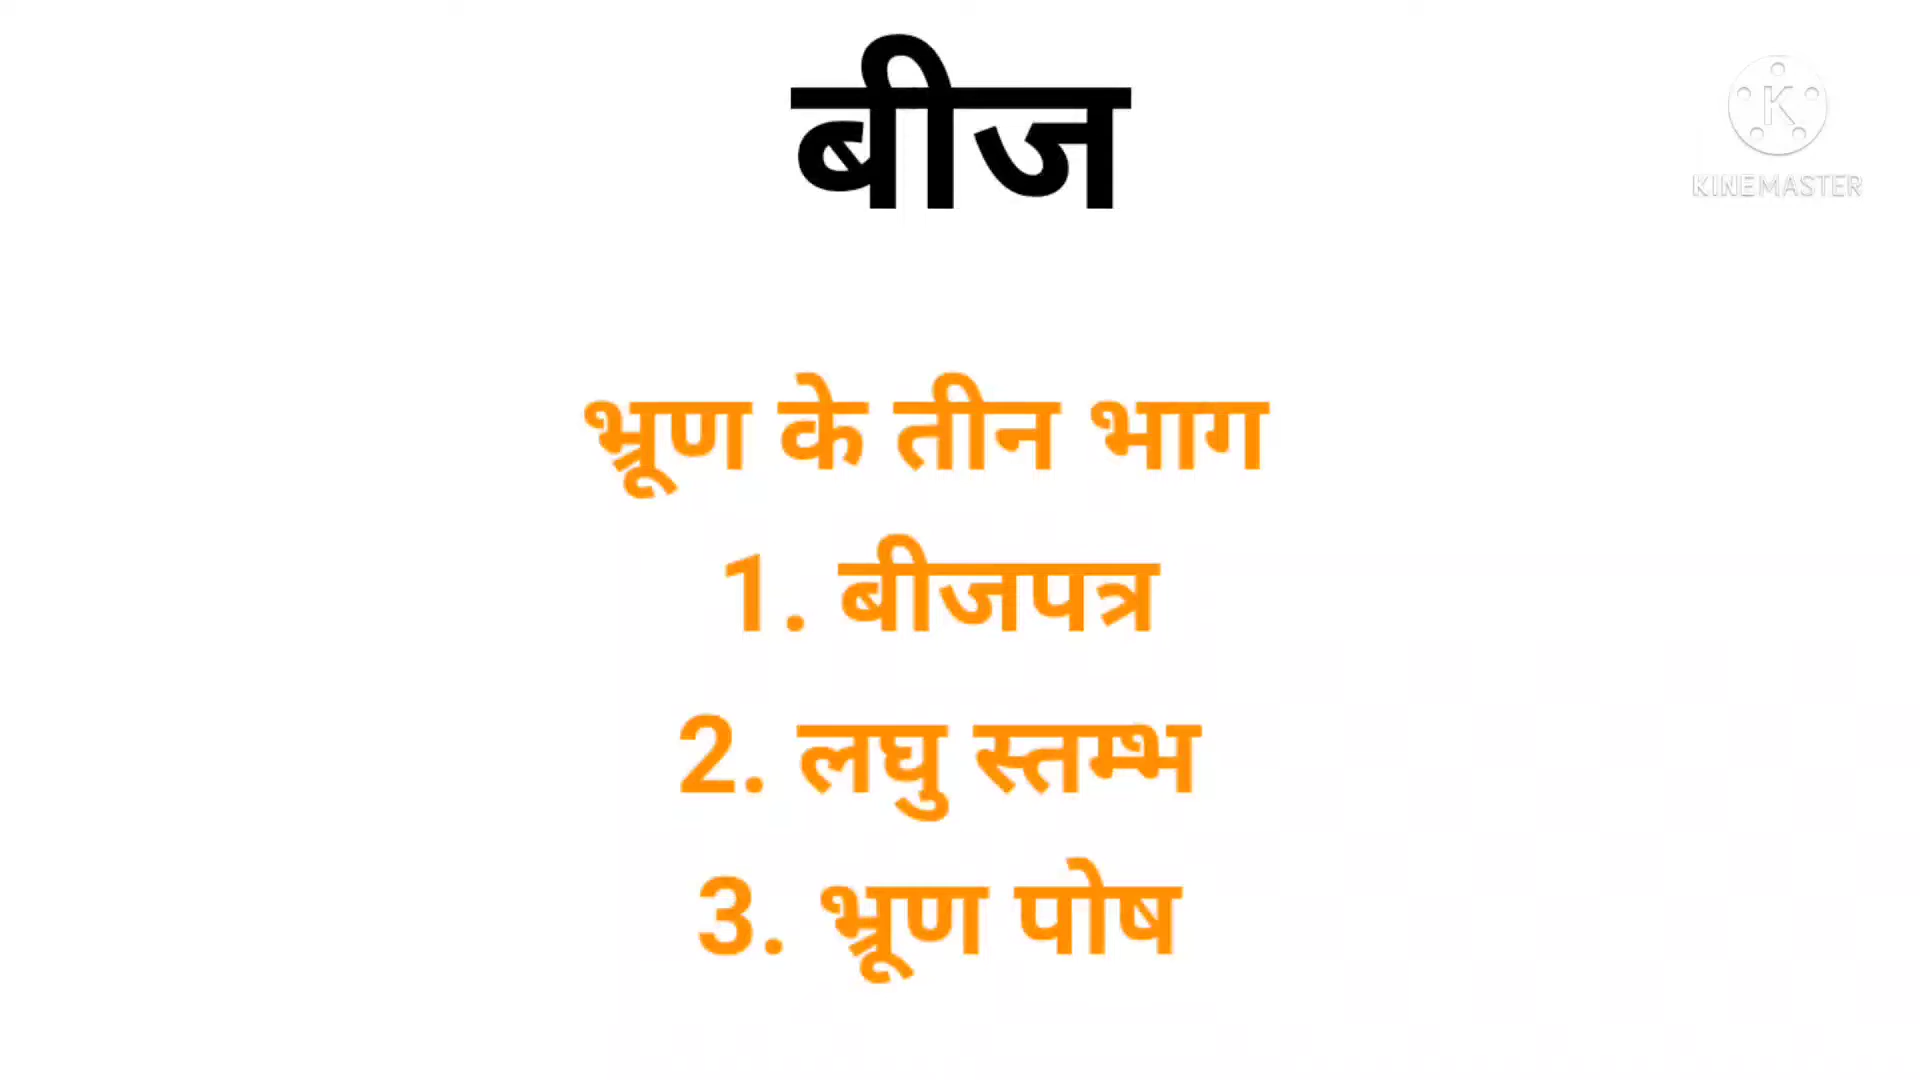 बीज
KINEMASTER
भ्रूण के तीन भाग
1. बीजपत्र
2. लघु स्तम्भ
3. भ्रूण पोष